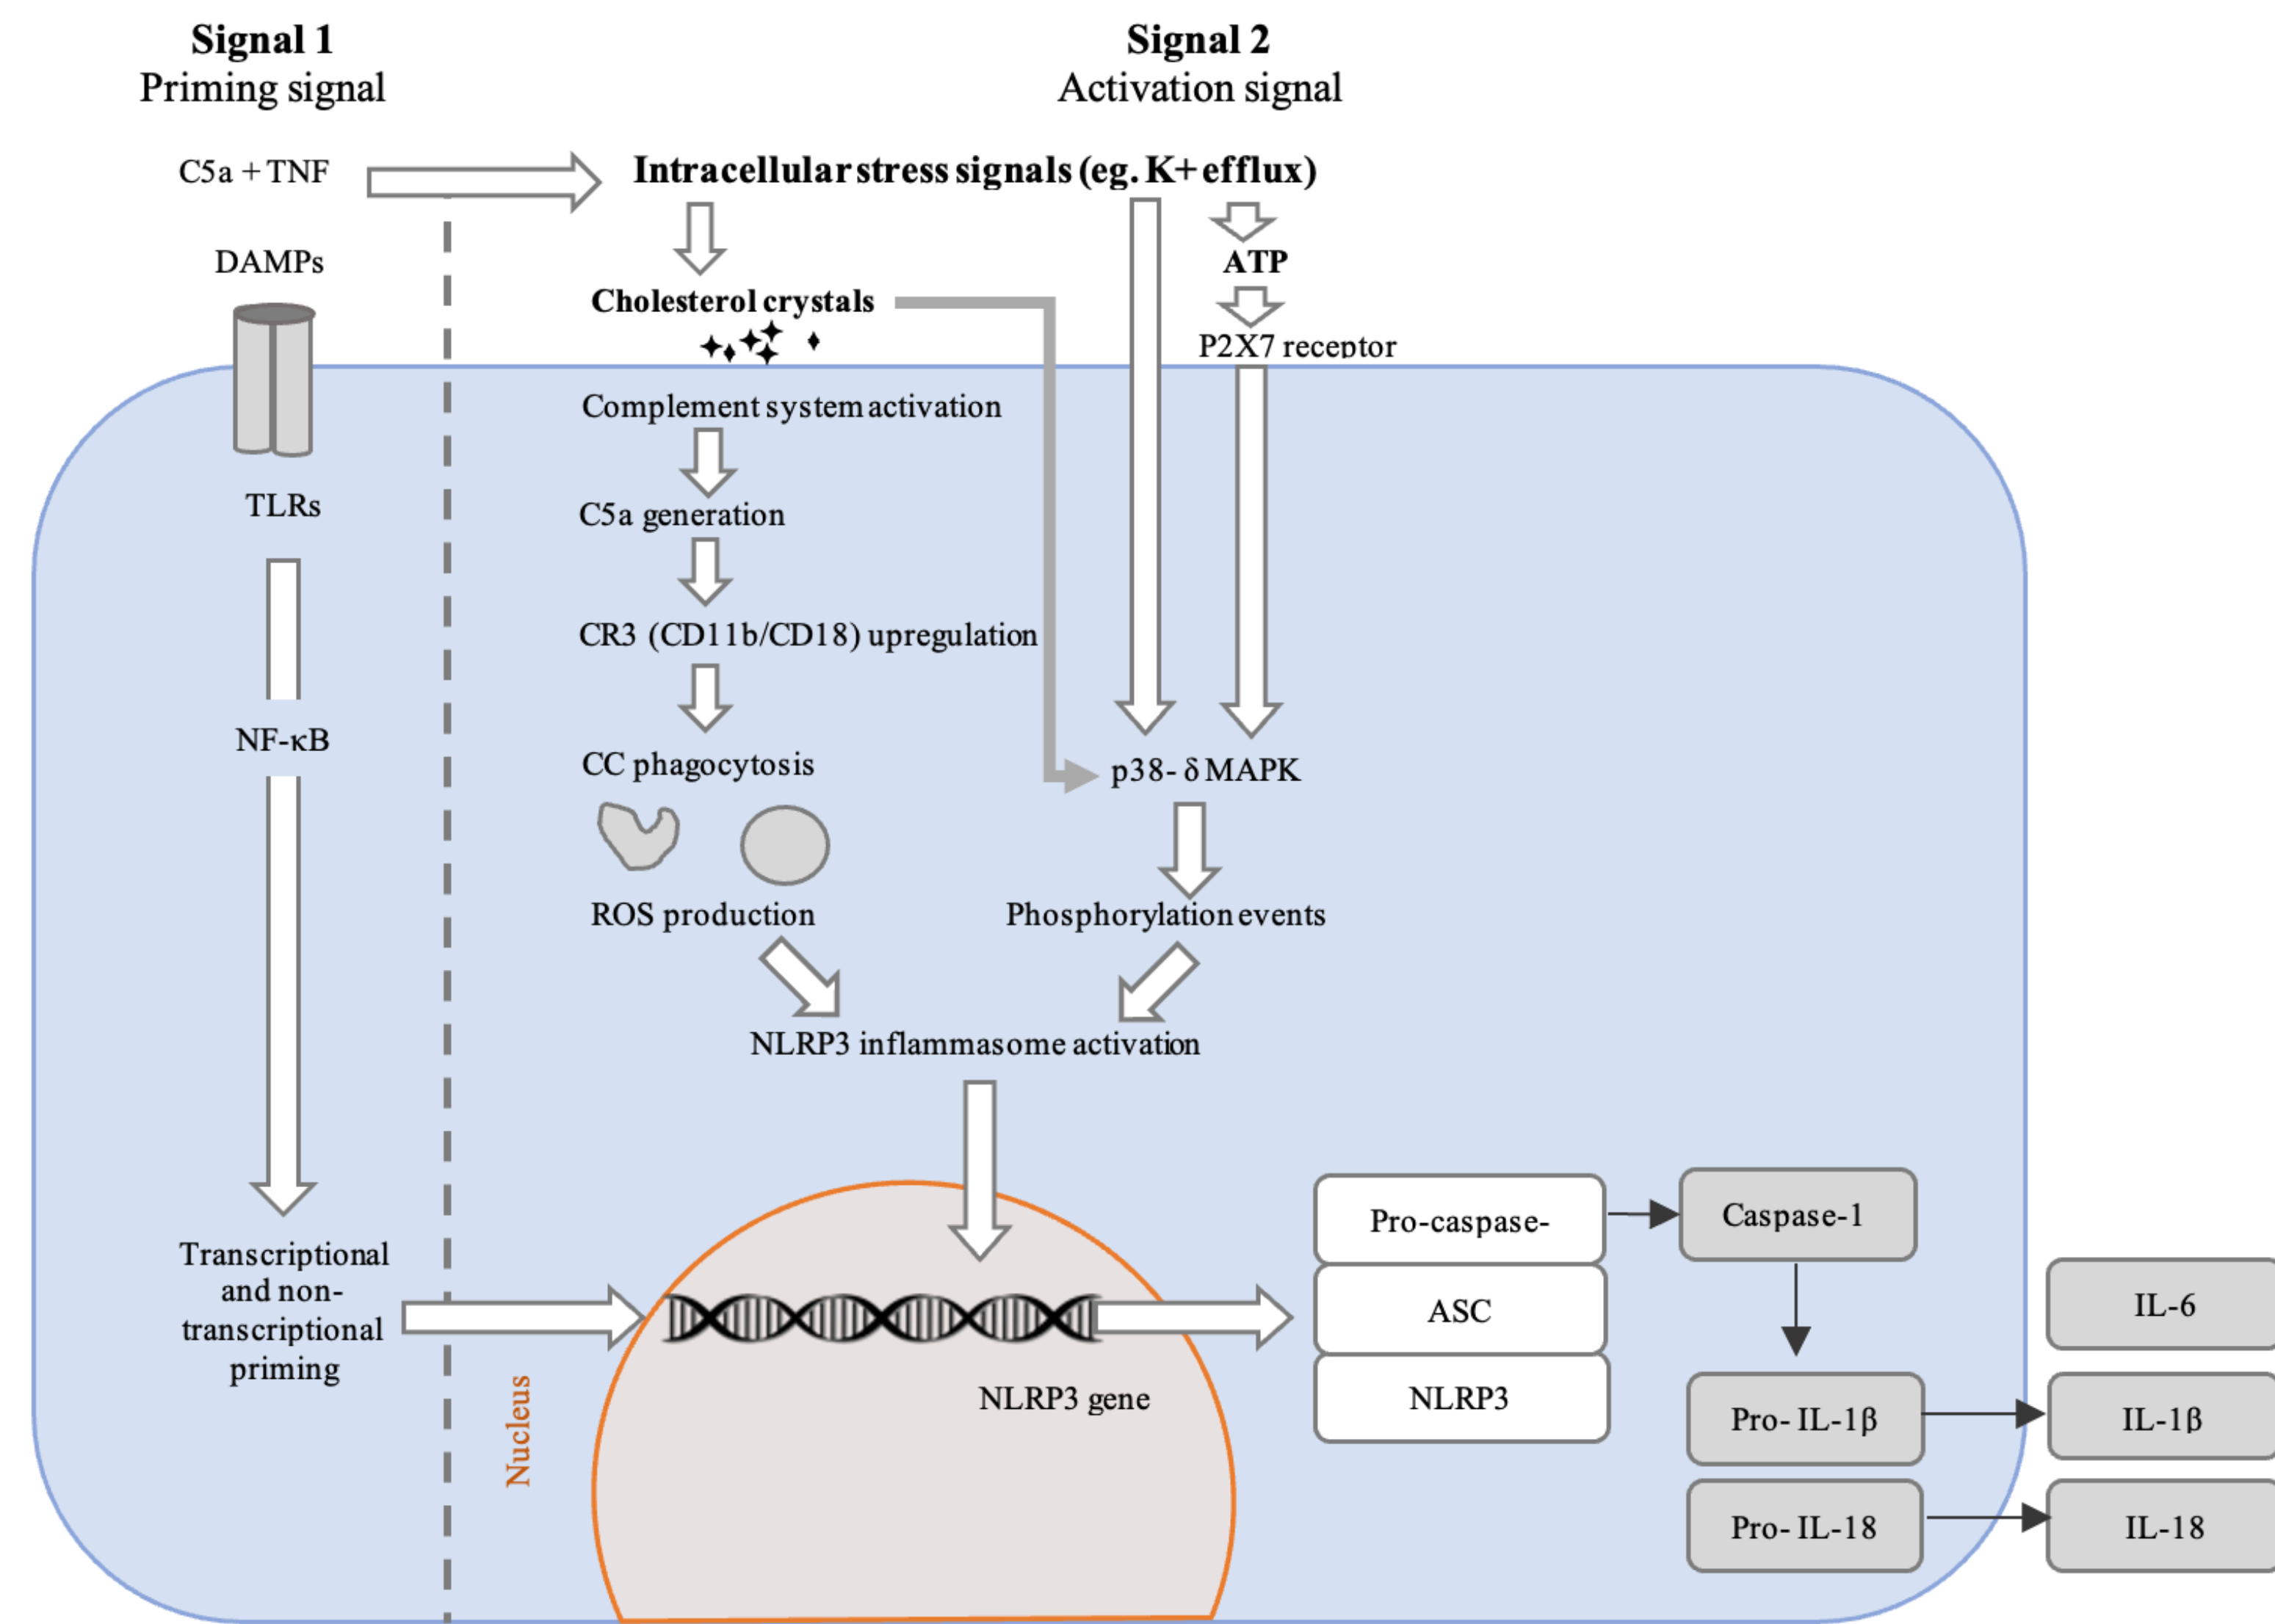 Signal 1
Priming signal
Signal 2
Activation signal
C5a + TNF
Intracellular stress signals (eg. K+ efflux)
DAMPs
ATP
Cholesterol crystals
P2X7 receptor
Complement system activation
TLRs
C5a generation
CR3 (CD11b/CD18) upregulation
NF-κB
CC phagocytosis
p38- δ MAPK
ROS production
Phosphorylation events
NLRP3 inflammasome activation
Transcriptional
and non-
transcriptional
priming
Nucleus
NLRP3 gene
Pro-caspase-
ASC
NLRP3
Caspase-1
Pro- IL-1β
Pro- IL-18
IL-6
IL-1β
IL-18